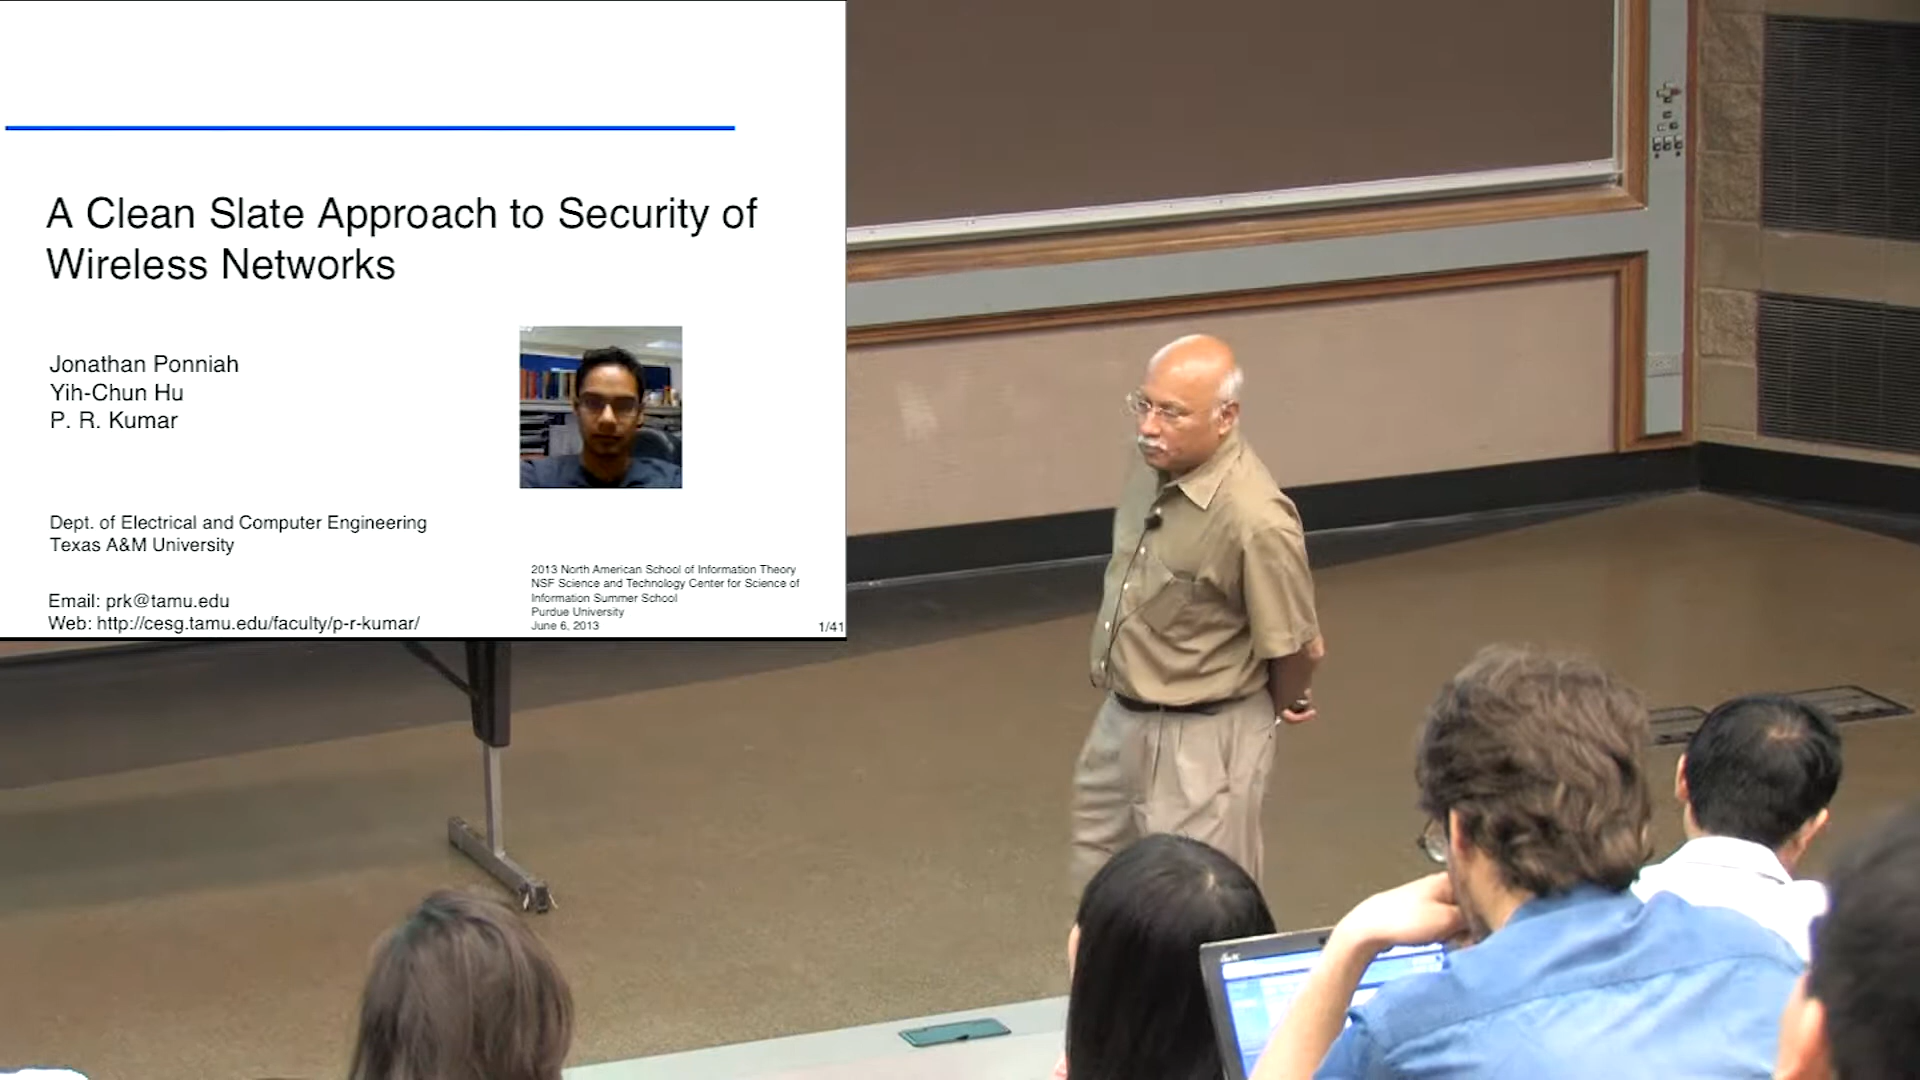 A Clean Slate Approach to Security of
Wireless Networks
Jonathan Ponniah
Yih-Chun Hu
P. R. Kumar
Dept. of Electrical and Computer Engineering
Texas A&M University
Email: prk@tamu.edu
Web: http://cesg.tamu.edu/faculty/p-r-kumar/
2013 North American School of Information Theory
NSF Science and Technology Center for Science of
Information Summer School
Purdue University
June 6, 2013
1/41